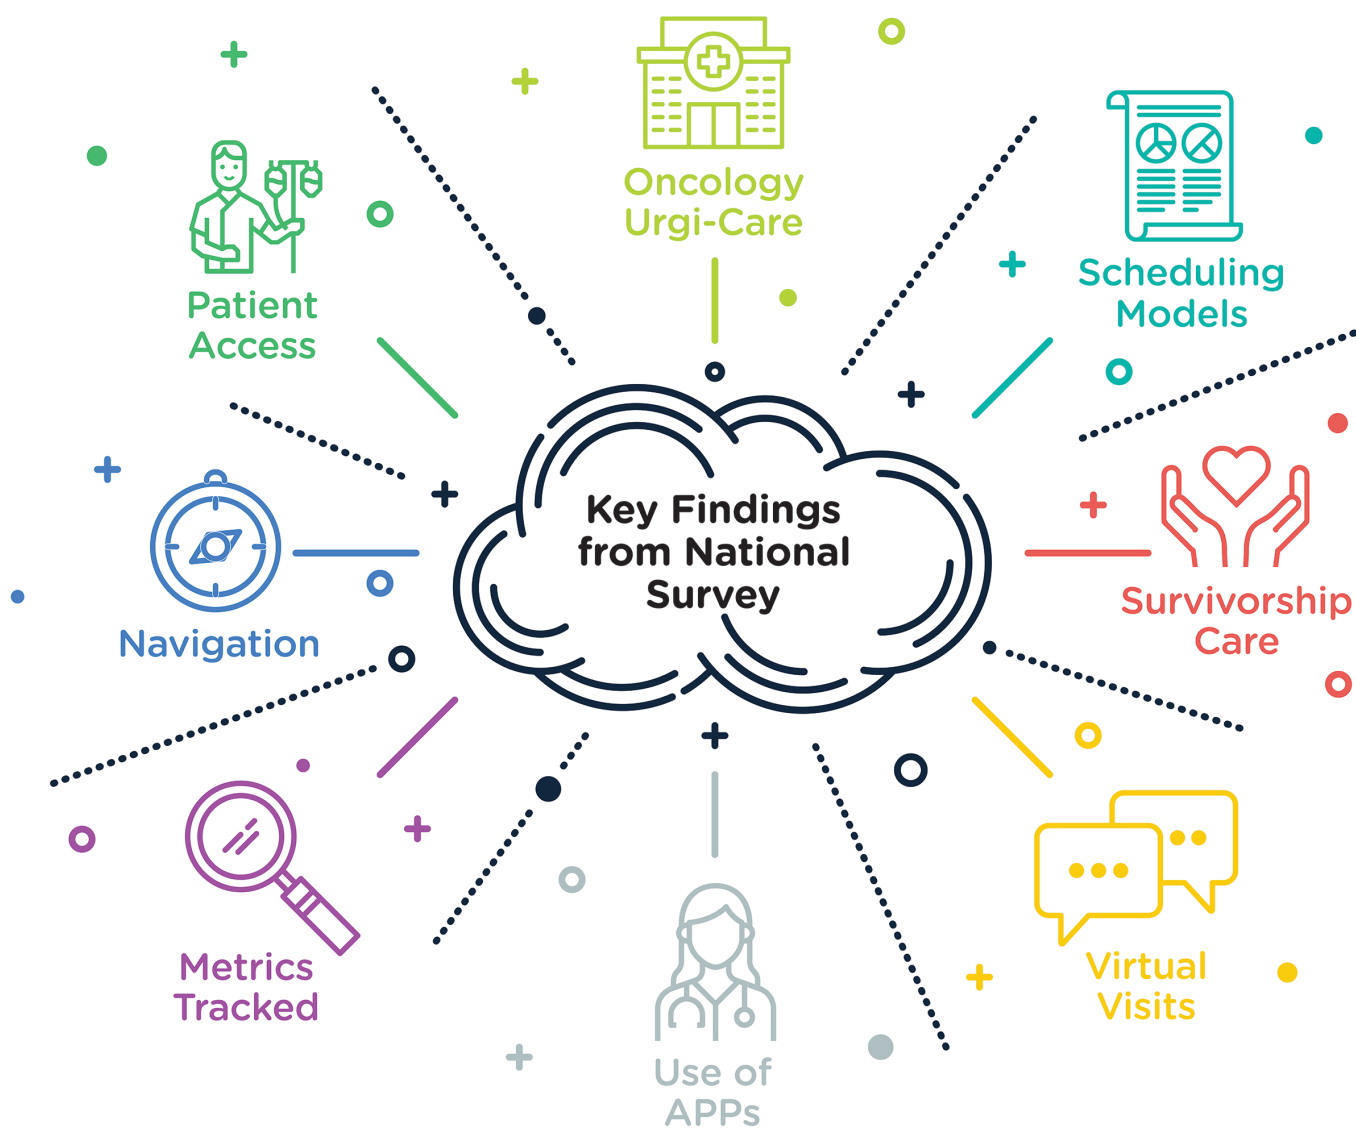 Oncology
Urgi-Care
Scheduling
Models
Patient
Access
Key Findings
from National
Survey
Survivorship
Care
Navigation
Metrics
Tracked
Virtual
Visits
Use of
APPs